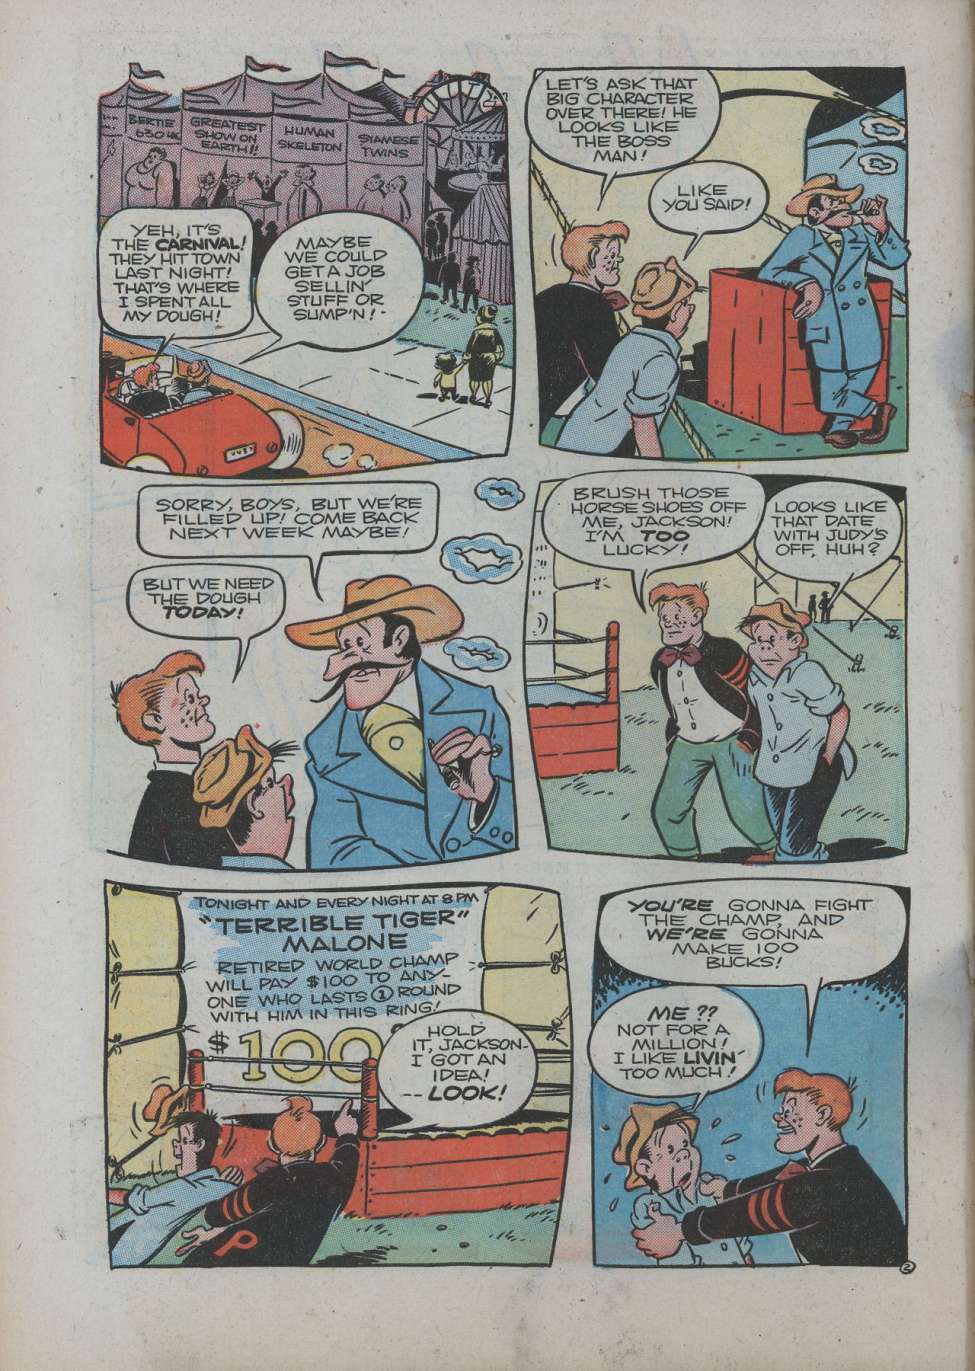 BERTIE
630
GREATEST
SHOW ON
EARTH!!
HUMAN
SKELETON
SIAMESE
TWINS
YEH, IT'S
THE CARNIVAL!
THEY HIT TOWN
LAST NIGHT!
THAT'S WHERE
I SPENT ALL
MY DOUGH!
MAYBE
WE COULD
GET A JOB
SELLIN'
STUFF OR
SUMP'N! -
LET'S ASK THAT
BIG CHARACTER
OVER THERE! HE
LOOKS LIKE
THE BOSS
MAN!
LIKE
YOU SAID!
SORRY, BOYS, BUT WE'RE
FILLED UP! COME BACK
NEXT WEEK MAYBE!
BUT WE NEED
THE DOUGH
TODAY!
BRUSH THOSE
HORSESHOES OFF
ME, JACKSON!
I'M TOO
LUCKY!
LOOKS LIKE
THAT DATE
WITH JUDY'S
OFF, HUH?
TONIGHT AND EVERY NIGHT AT 8 PM
"TERRIBLE TIGER"
MALONE
RETIRED WORLD CHAMP
WILL PAY $100 TO ANY-
ONE WHO LASTS 1 ROUND
WITH HIM IN THIS RING!
$100
HOLD
IT, JACKSON-
I GOT AN
IDEA!
-- LOOK!
P
YOU'RE GONNA FIGHT
THE CHAMP, AND
WE'RE GONNA
MAKE 100
BUCKS!
ME ??
NOT FOR A
MILLION!
I LIKE LIVIN'
TOO MUCH!
2